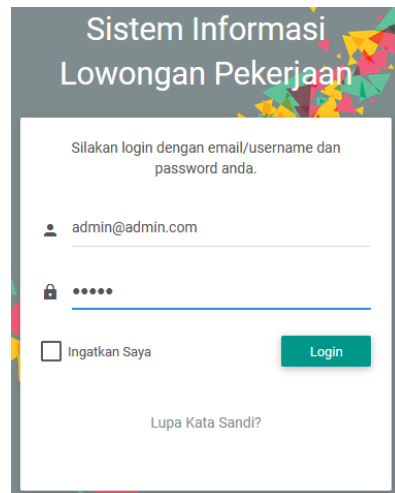 Sistem Informasi
Lowongan Pekerjaan
Silakan login dengan email/username dan
password anda.
admin@admin.com
•••••
Ingatkan Saya
Login
Lupa Kata Sandi?